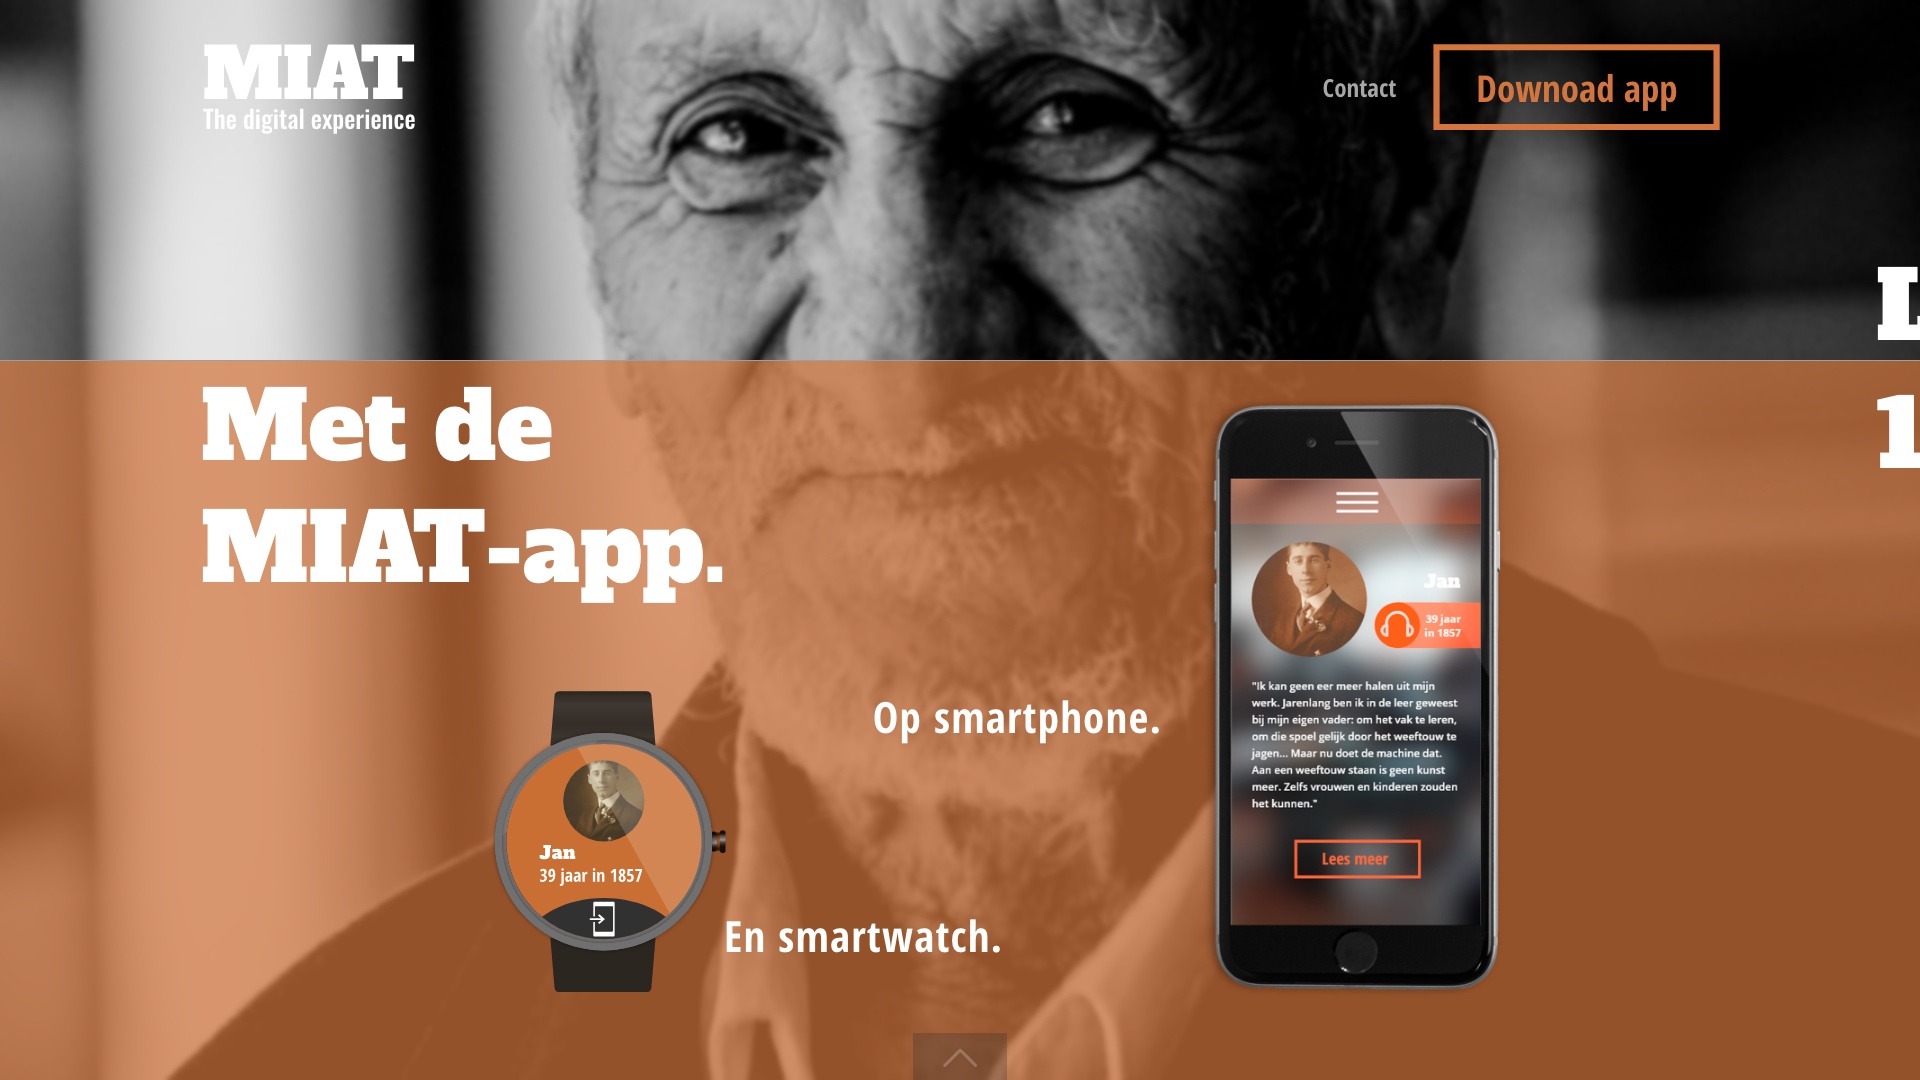 MIAT
The digital experience
Contact
Downoad app
L
1
Met de
MIAT-app.
Op smartphone.
En smartwatch.
Jan
39 jaar in 1857
Jan
39 jaar
in 1857
"Ik kan geen eer meer halen uit mijn
werk. Jarenlang ben ik in de leer geweest
bij mijn eigen vader: om het vak te leren,
om die spoel gelijk door het weeftouw te
jagen... Maar nu doet de machine dat.
Aan een weeftouw staan is geen kunst
meer. Zelfs vrouwen en kinderen zouden
het kunnen."
Lees meer